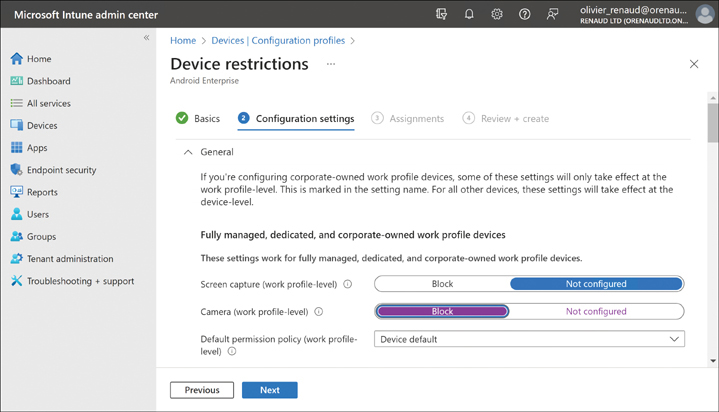 Microsoft Intune admin center
olivier_renaud@orenau...
RENAUD LTD (ORENAUDLTD.ON...
«
Home
Dashboard
All services
Devices
Apps
Endpoint security
Reports
Users
Groups
Tenant administration
Troubleshooting + support
Home > Devices | Configuration profiles >
Device restrictions ...
Android Enterprise
Basics 2 Configuration settings 3 Assignments 4 Review + create
General
If you're configuring corporate-owned work profile devices, some of these settings will only take effect at the
work profile-level. This is marked in the setting name. For all other devices, these settings will take effect at the
device-level.
Fully managed, dedicated, and corporate-owned work profile devices
These settings work for fully managed, dedicated, and corporate-owned work profile devices.
Screen capture (work profile-level) Block Not configured
Camera (work profile-level) Block Not configured
Default permission policy (work profile-
level) Device default
Previous Next